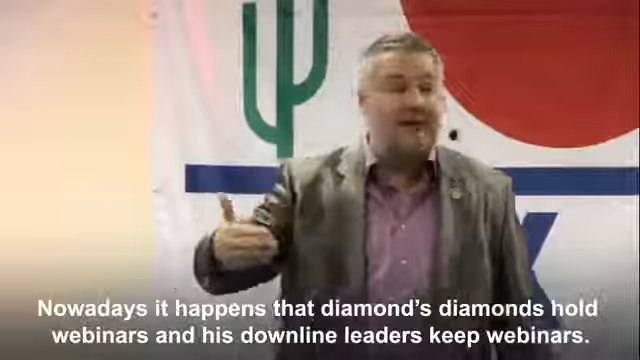 Nowadays it happens that diamond's diamonds hold
webinars and his downline leaders keep webinars.